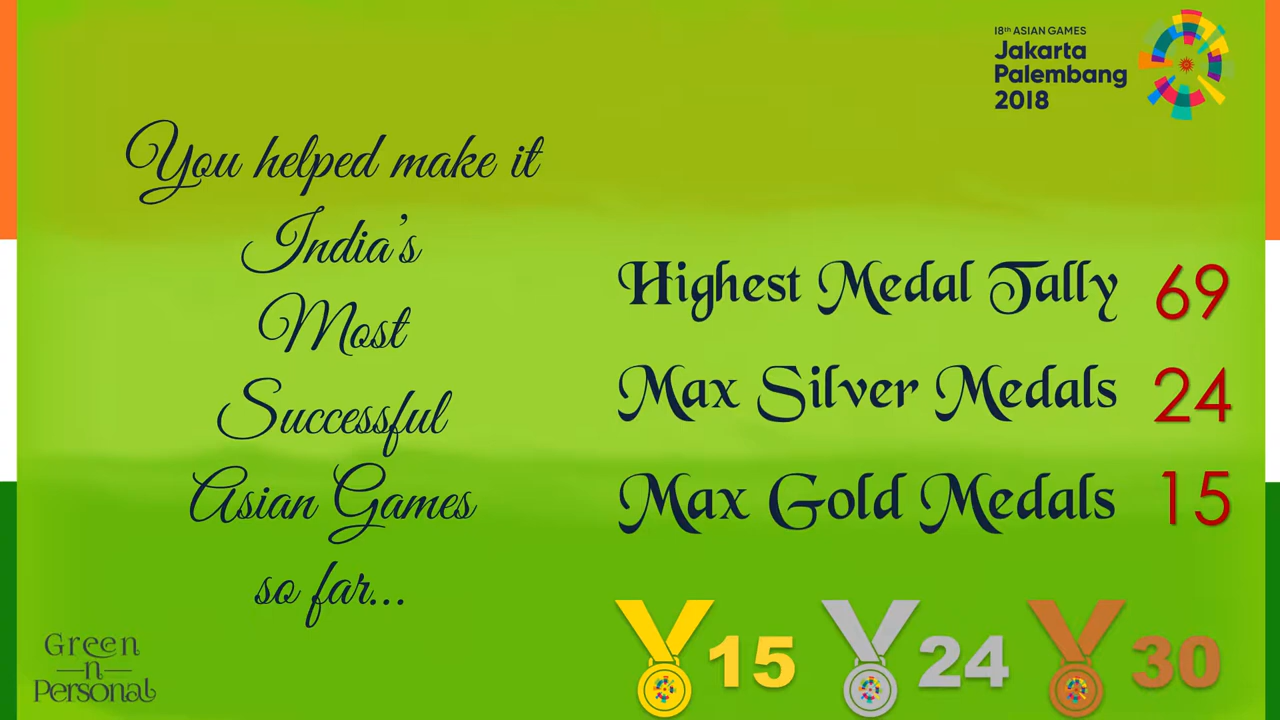 18th ASIAN GAMES
Jakarta
Palembang
2018
You helped make it
India's
Most
Successful
Asian Games
so far...
Highest Medal Tally 69
Max Silver Medals 24
Max Gold Medals 15
15 24 30
Green
n
Personal